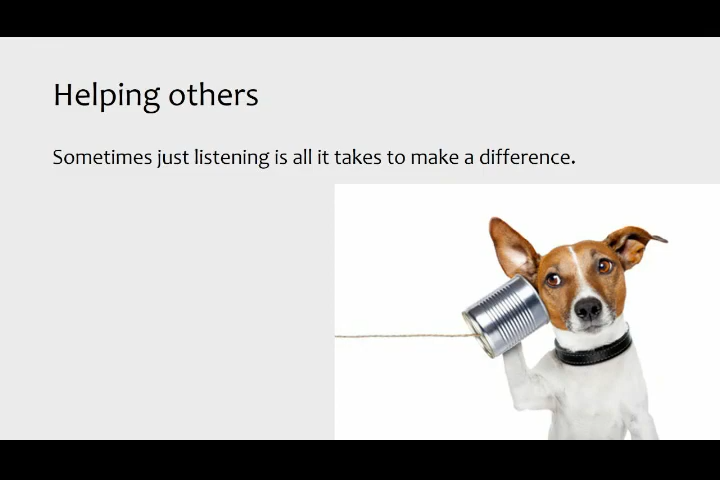 Helping others
Sometimes just listening is all it takes to make a difference.